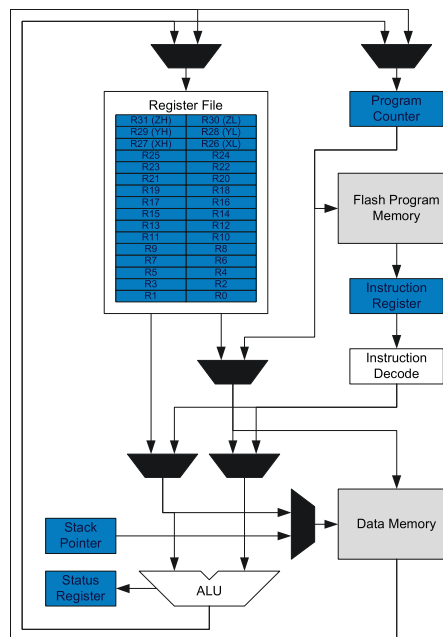 Register File
R31 (ZH) R30 (ZL)
R29 (YH) R28 (YL)
R27 (XH) R26 (XL)
R25 R24
R23 R22
R21 R20
R19 R18
R17 R16
R15 R14
R13 R12
R11 R10
R9 R8
R7 R6
R5 R4
R3 R2
R1 R0
Program
Counter
Flash Program
Memory
Instruction
Register
Instruction
Decode
Data Memory
Stack
Pointer
Status
Register
ALU